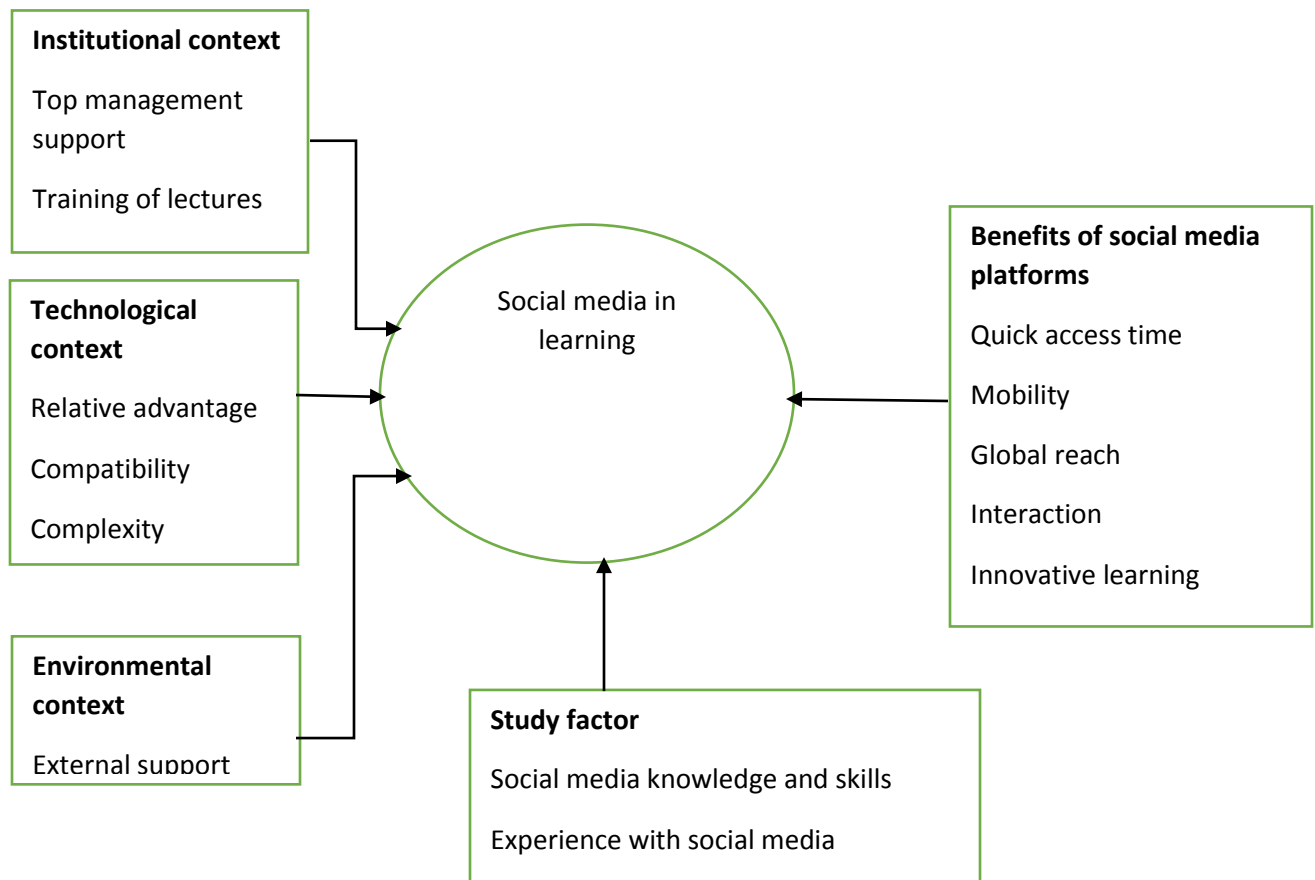 Institutional context
Top management
support
Training of lectures
Technological
context
Relative advantage
Compatibility
Complexity
Environmental
context
External support
Social media in
learning
Study factor
Social media knowledge and skills
Experience with social media
Benefits of social media
platforms
Quick access time
Mobility
Global reach
Interaction
Innovative learning